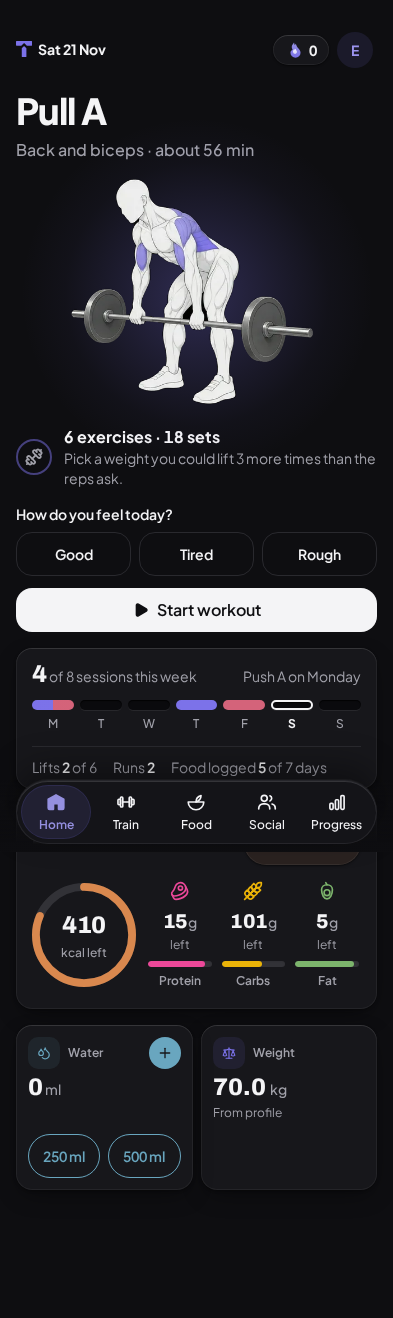 Sat 21 Nov
0
E
Pull A
Back and biceps · about 56 min
6 exercises · 18 sets
Pick a weight you could lift 3 more times than the
reps ask.
How do you feel today?
Good
Tired
Rough
Start workout
4 of 8 sessions this week
Push A on Monday
M T W T F S S
Lifts 2 of 6 Runs 2 Food logged 5 of 7 days
Home
Train
Food
Social
Progress
410
kcal left
15g
left
Protein
101g
left
Carbs
5g
left
Fat
Water
0 ml
250 ml
500 ml
Weight
70.0 kg
From profile